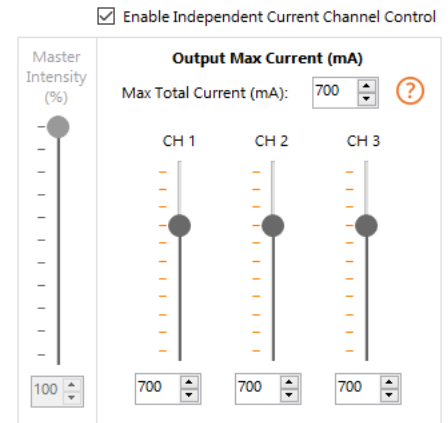 Enable Independent Current Channel Control
Master
Intensity
(%)
100
Output Max Current (mA)
Max Total Current (mA): 700 ?
CH 1 CH 2 CH 3
700 700 700